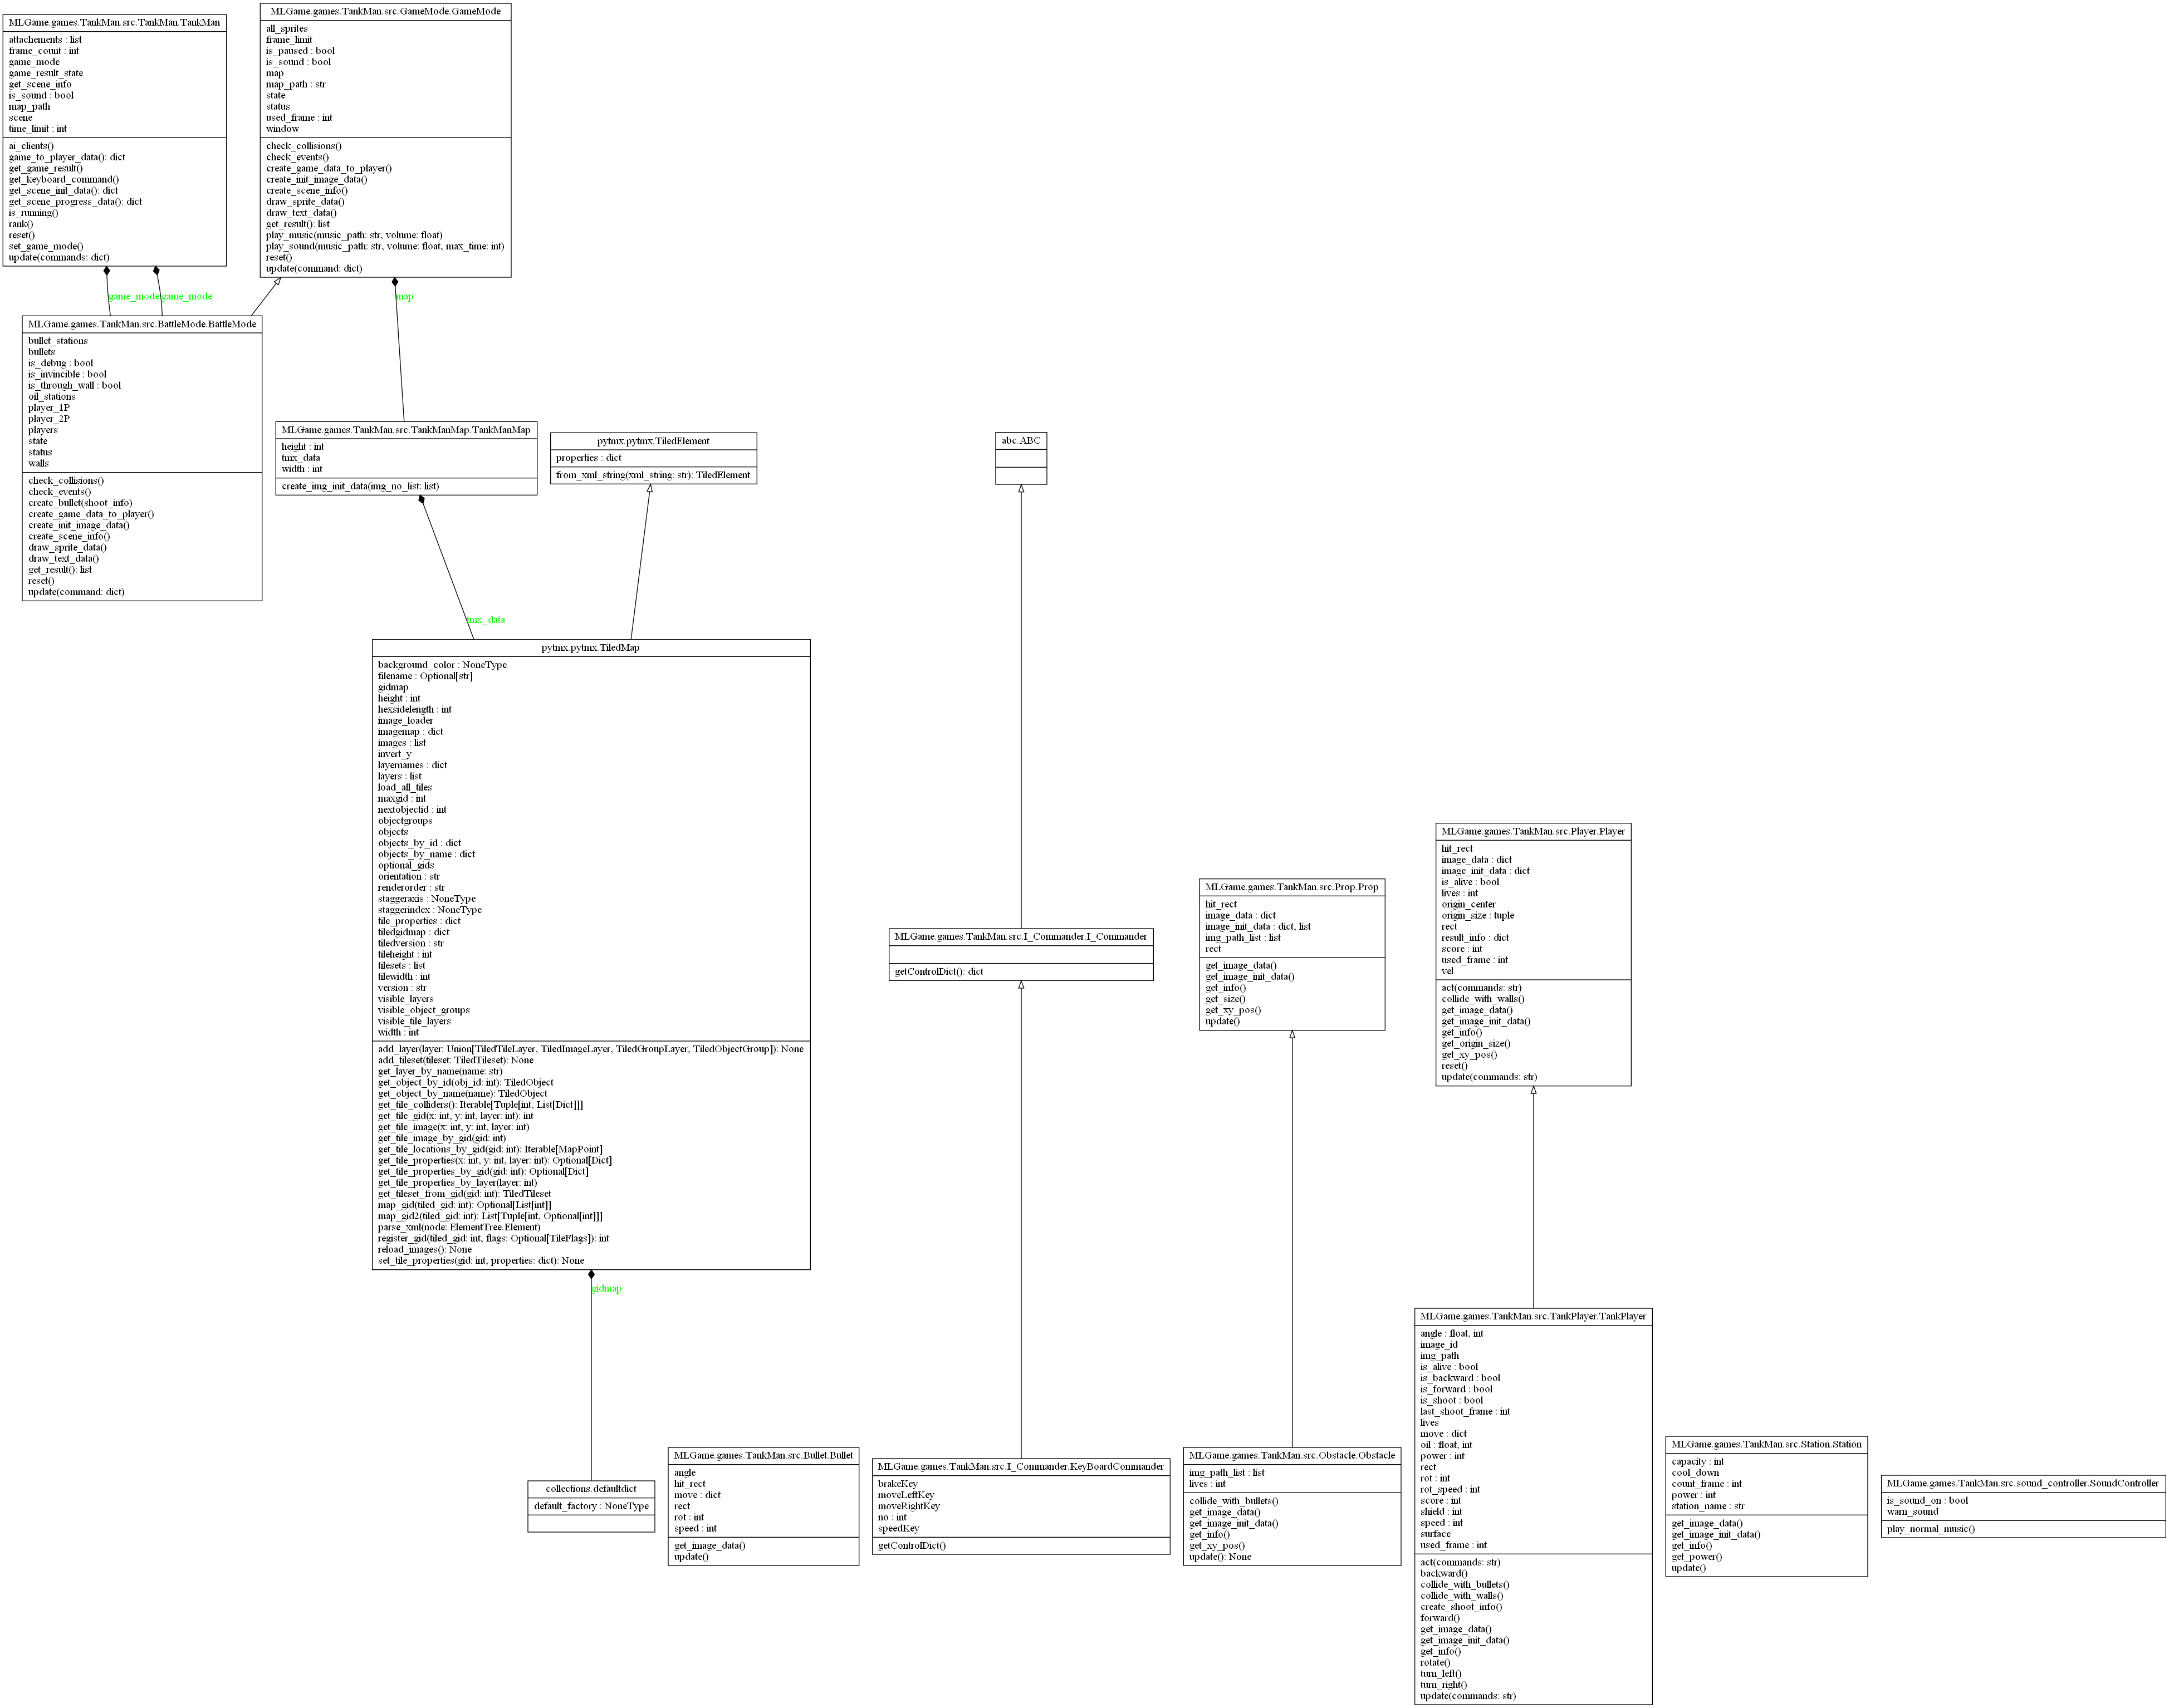 MLGame.games.TankMan.src.TankMan.TankMan
attachements : list
frame_count : int
game_mode
game_result_state
get_scene_info
is_sound : bool
map_path
scene
time_limit : int
ai_clients()
game_to_player_data(): dict
get_game_result()
get_keyboard_command()
get_scene_init_data(): dict
get_scene_progress_data(): dict
is_running()
rank()
reset()
set_game_mode()
update(commands: dict)
MLGame.games.TankMan.src.GameMode.GameMode
all_sprites
frame_limit
is_paused : bool
is_sound : bool
map
map_path : str
state
status
used_frame : int
window
check_collisions()
check_events()
create_game_data_to_player()
create_init_image_data()
create_scene_info()
draw_sprite_data()
draw_text_data()
get_result(): list
play_music(music_path: str, volume: float)
play_sound(music_path: str, volume: float, max_time: int)
reset()
update(command: dict)
game_mode
game_mode
map
MLGame.games.TankMan.src.BattleMode.BattleMode
bullet_stations
bullets
is_debug : bool
is_invincible : bool
is_through_wall : bool
oil_stations
player_1P
player_2P
players
state
status
walls
check_collisions()
check_events()
create_bullet(shoot_info)
create_game_data_to_player()
create_init_image_data()
create_scene_info()
draw_sprite_data()
draw_text_data()
get_result(): list
reset()
update(command: dict)
MLGame.games.TankMan.src.TankManMap.TankManMap
height : int
tmx_data
width : int
create_img_init_data(img_no_list: list)
pytmx.pytmx.TiledElement
properties : dict
from_xml_string(xml_string: str): TiledElement
abc.ABC
tmx_data
pytmx.pytmx.TiledMap
background_color : NoneType
filename : Optional[str]
gidmap
height : int
hexsidelength : int
image_loader
imagemap : dict
images : list
invert_y
layernames : dict
layers : list
load_all_tiles
maxgid : int
nextobjectid : int
objectgroups
objects
objects_by_id : dict
objects_by_name : dict
optional_gids
orientation : str
renderorder : str
staggeraxis : NoneType
staggerindex : NoneType
tile_properties : dict
tiledgidmap : dict
tiledversion : str
tileheight : int
tilesets : list
tilewidth : int
version : str
visible_layers
visible_object_groups
visible_tile_layers
width : int
add_layer(layer: Union[TiledTileLayer, TiledImageLayer, TiledGroupLayer, TiledObjectGroup]): None
add_tileset(tileset: TiledTileset): None
get_layer_by_name(name: str)
get_object_by_id(obj_id: int): TiledObject
get_object_by_name(name): TiledObject
get_tile_colliders(): Iterable[Tuple[int, List[Dict]]]
get_tile_gid(x: int, y: int, layer: int): int
get_tile_image(x: int, y: int, layer: int)
get_tile_image_by_gid(gid: int)
get_tile_locations_by_gid(gid: int): Iterable[MapPoint]
get_tile_properties(x: int, y: int, layer: int): Optional[Dict]
get_tile_properties_by_gid(gid: int): Optional[Dict]
get_tile_properties_by_layer(layer: int)
get_tileset_from_gid(gid: int): TiledTileset
map_gid(tiled_gid: int): Optional[List[int]]
map_gid2(tiled_gid: int): List[Tuple[int, Optional[int]]]
parse_xml(node: ElementTree.Element)
register_gid(tiled_gid: int, flags: Optional[TileFlags]): int
reload_images(): None
set_tile_properties(gid: int, properties: dict): None
MLGame.games.TankMan.src.I_Commander.I_Commander
getControlDict(): dict
MLGame.games.TankMan.src.Prop.Prop
hit_rect
image_data : dict
image_init_data : dict, list
img_path_list : list
rect
get_image_data()
get_image_init_data()
get_info()
get_size()
get_xy_pos()
update()
MLGame.games.TankMan.src.Player.Player
hit_rect
image_data : dict
image_init_data : dict
is_alive : bool
lives : int
origin_center
origin_size : tuple
rect
result_info : dict
score : int
used_frame : int
vel
act(commands: str)
collide_with_walls()
get_image_data()
get_image_init_data()
get_info()
get_origin_size()
get_xy_pos()
reset()
update(commands: str)
gidmap
collections.defaultdict
default_factory : NoneType
MLGame.games.TankMan.src.Bullet.Bullet
angle
hit_rect
move : dict
rect
rot : int
speed : int
get_image_data()
update()
MLGame.games.TankMan.src.I_Commander.KeyBoardCommander
brakeKey
moveLeftKey
moveRightKey
no : int
speedKey
getControlDict()
MLGame.games.TankMan.src.Obstacle.Obstacle
img_path_list : list
lives : int
collide_with_bullets()
get_image_data()
get_image_init_data()
get_info()
get_xy_pos()
update(): None
MLGame.games.TankMan.src.TankPlayer.TankPlayer
angle : float, int
image_id
img_path
is_alive : bool
is_backward : bool
is_forward : bool
is_shoot : bool
last_shoot_frame : int
lives
move : dict
oil : float, int
power : int
rect
rot : int
rot_speed : int
score : int
shield : int
speed : int
surface
used_frame : int
act(commands: str)
backward()
collide_with_bullets()
collide_with_walls()
create_shoot_info()
forward()
get_image_data()
get_image_init_data()
get_info()
rotate()
turn_left()
turn_right()
update(commands: str)
MLGame.games.TankMan.src.Station.Station
capacity : int
cool_down
count_frame : int
power : int
station_name : str
get_image_data()
get_image_init_data()
get_info()
get_power()
update()
MLGame.games.TankMan.src.sound_controller.SoundController
is_sound_on : bool
warn_sound
play_normal_music()